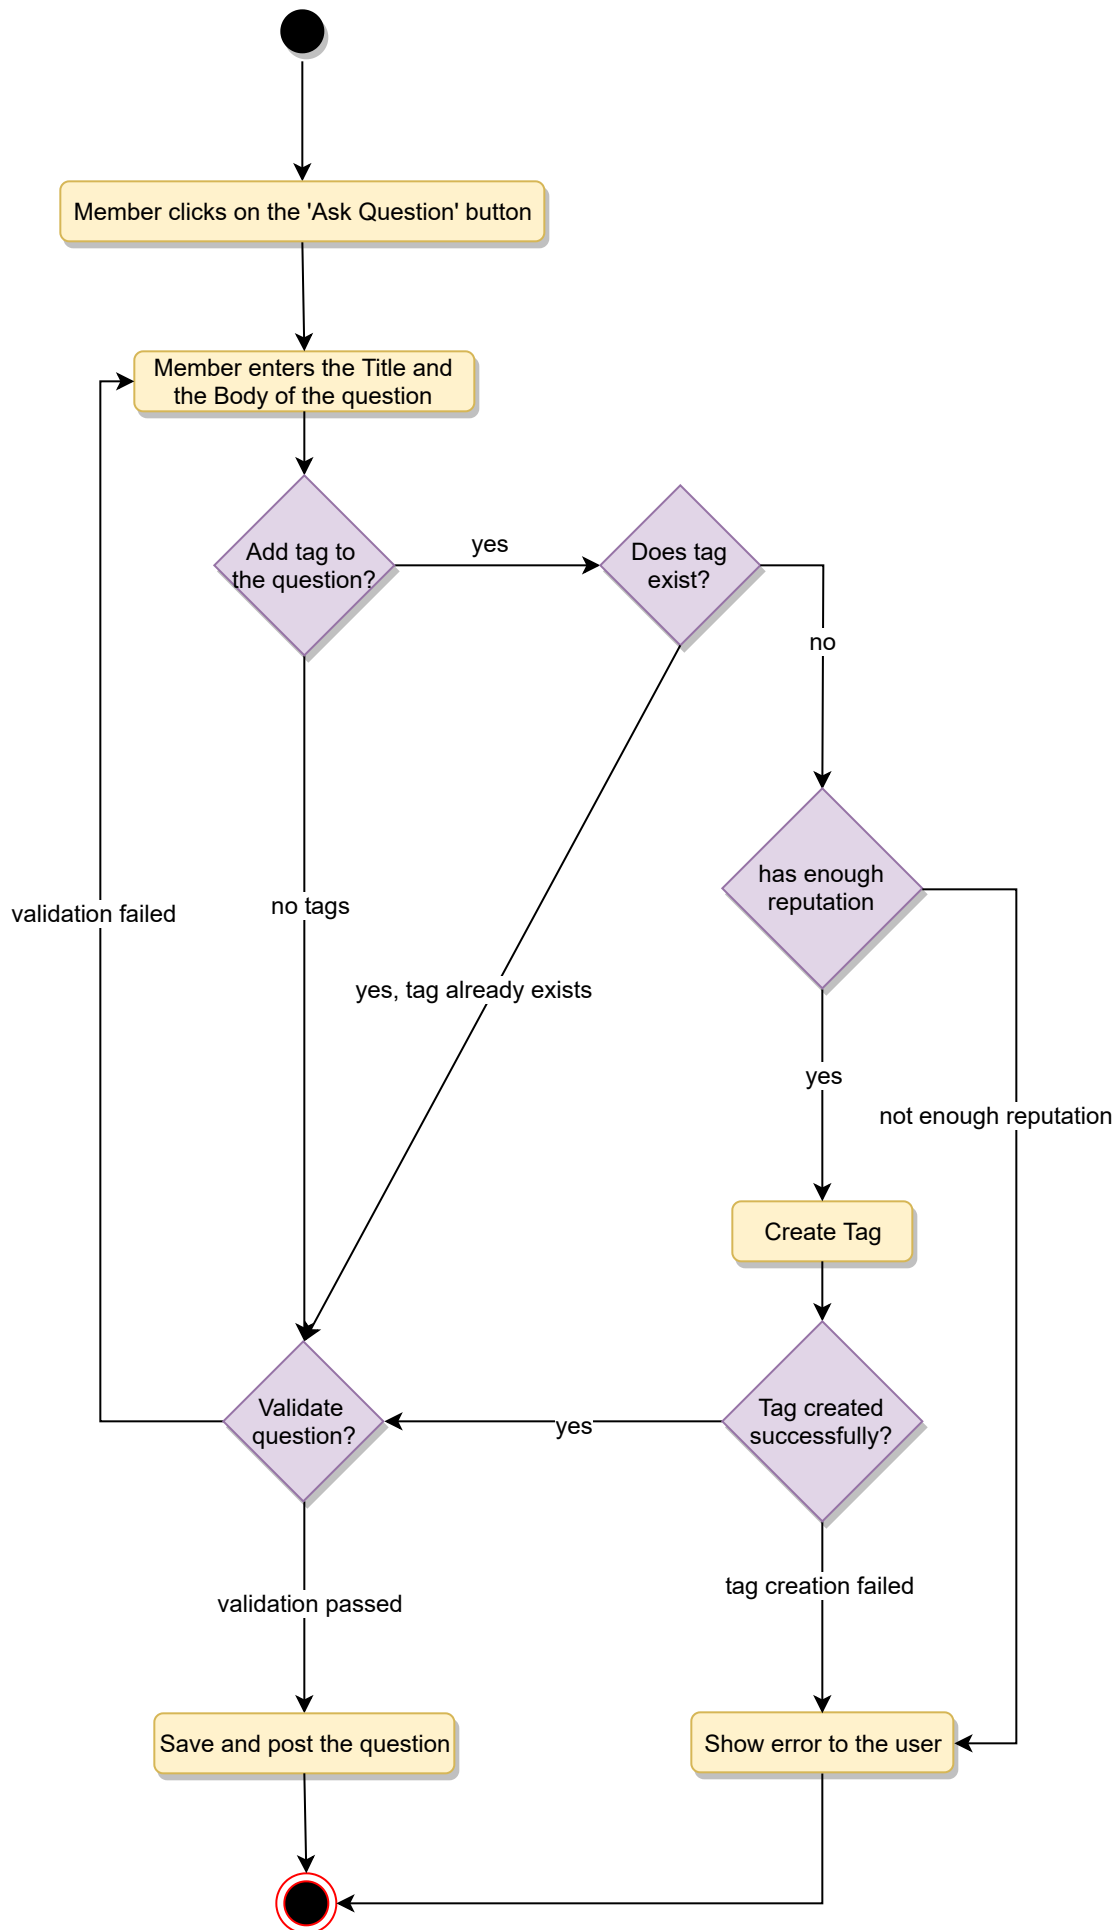 Member clicks on the 'Ask Question' button
Member enters the Title and
the Body of the question
Add tag to
the question?
yes
Does tag
exist?
no
has enough
reputation
no tags
validation failed
yes, tag already exists
yes
not enough reputation
Create Tag
Validate
question?
yes
Tag created
successfully?
tag creation failed
validation passed
Save and post the question
Show error to the user